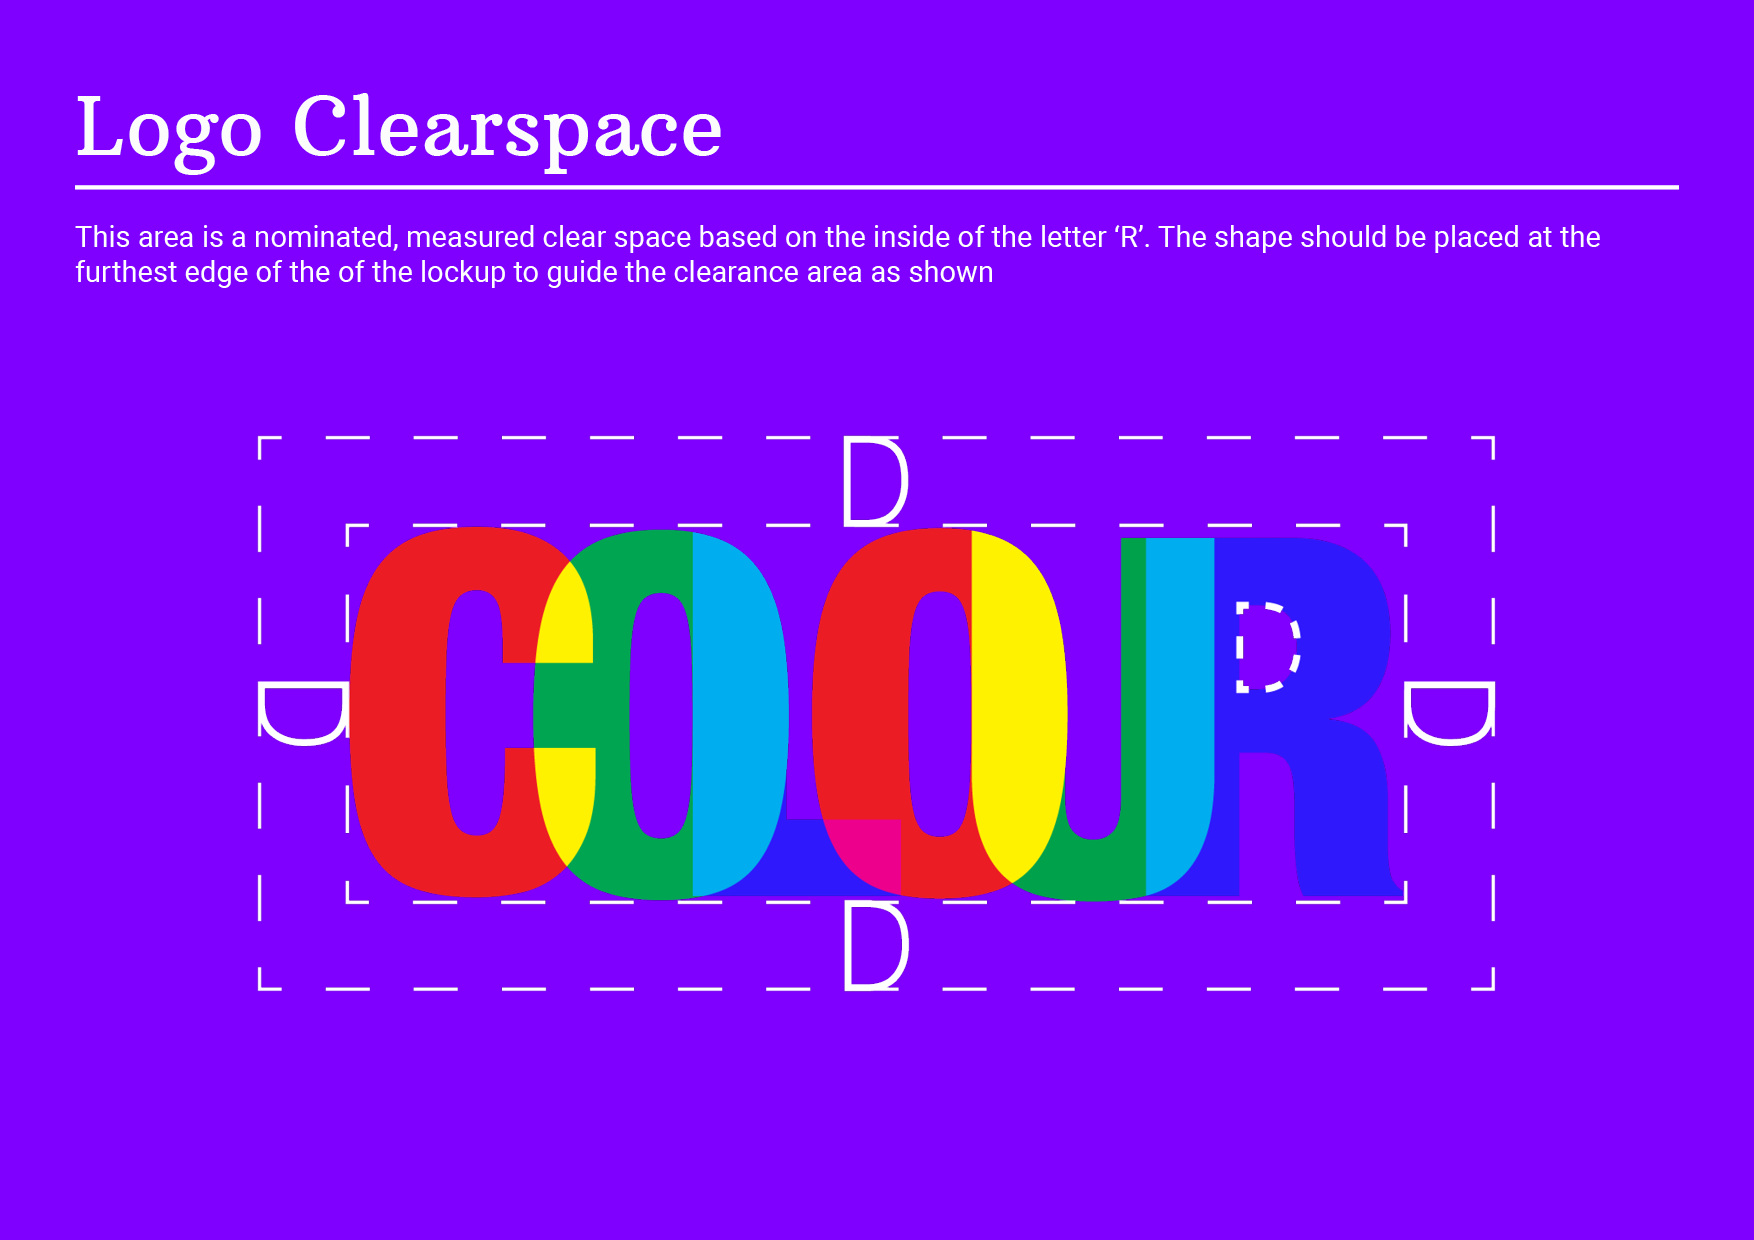 Logo Clearspace
This area is a nominated, measured clear space based on the inside of the letter ‘R’. The shape should be placed at the
furthest edge of the of the lockup to guide the clearance area as shown
COLOUR